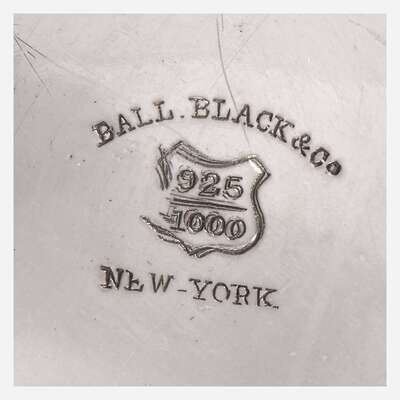 BALL. BLACK & Co
925
1000
NEW-YORK.